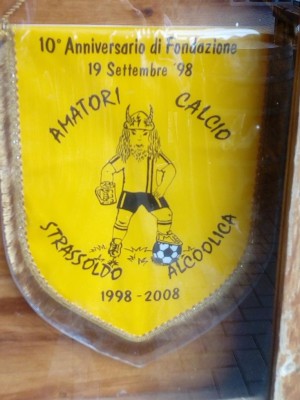 10° Anniversario di Fondazione
19 Settembre '98
AMATORI CALCIO
STRASSOLDO ALCOOLICA
1998-2008